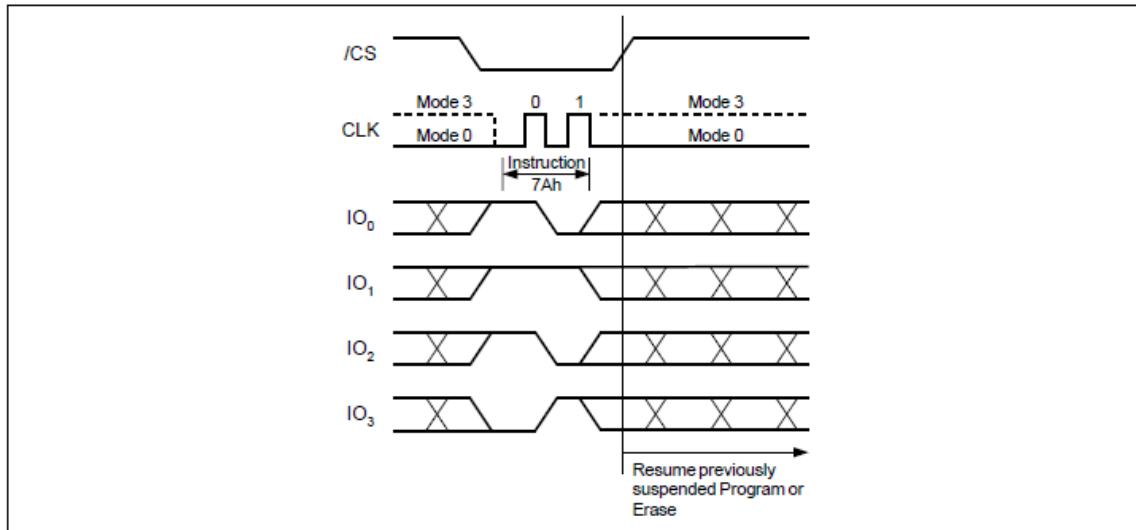 /CS
Mode 3 0 1 Mode 3
CLK
Mode 0 Mode 0
Instruction
7Ah
IO0
IO1
IO2
IO3
Resume previously
suspended Program or
Erase